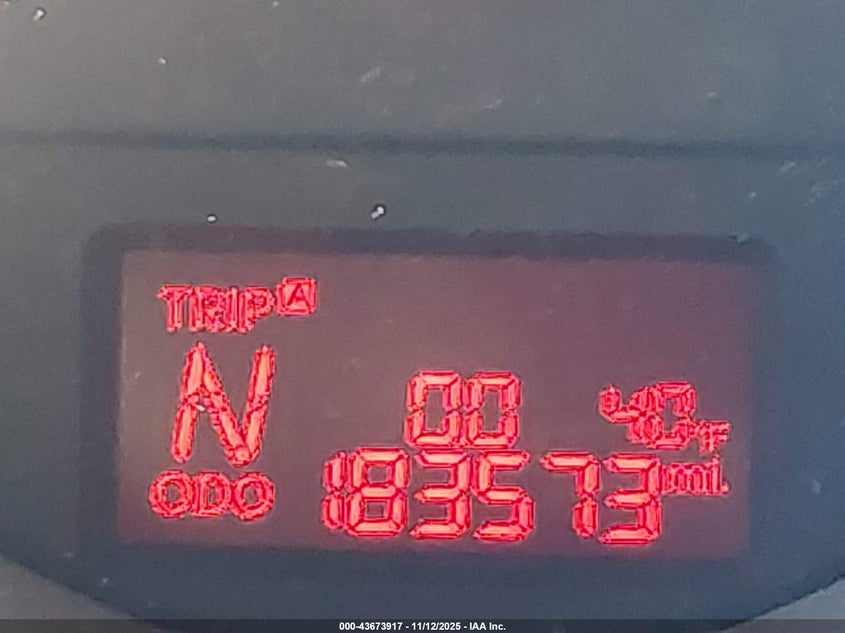 TRIP A
N 00 40°F
ODO 183573 mi.
000-43673917 - 11/12/2025 - IAA Inc.